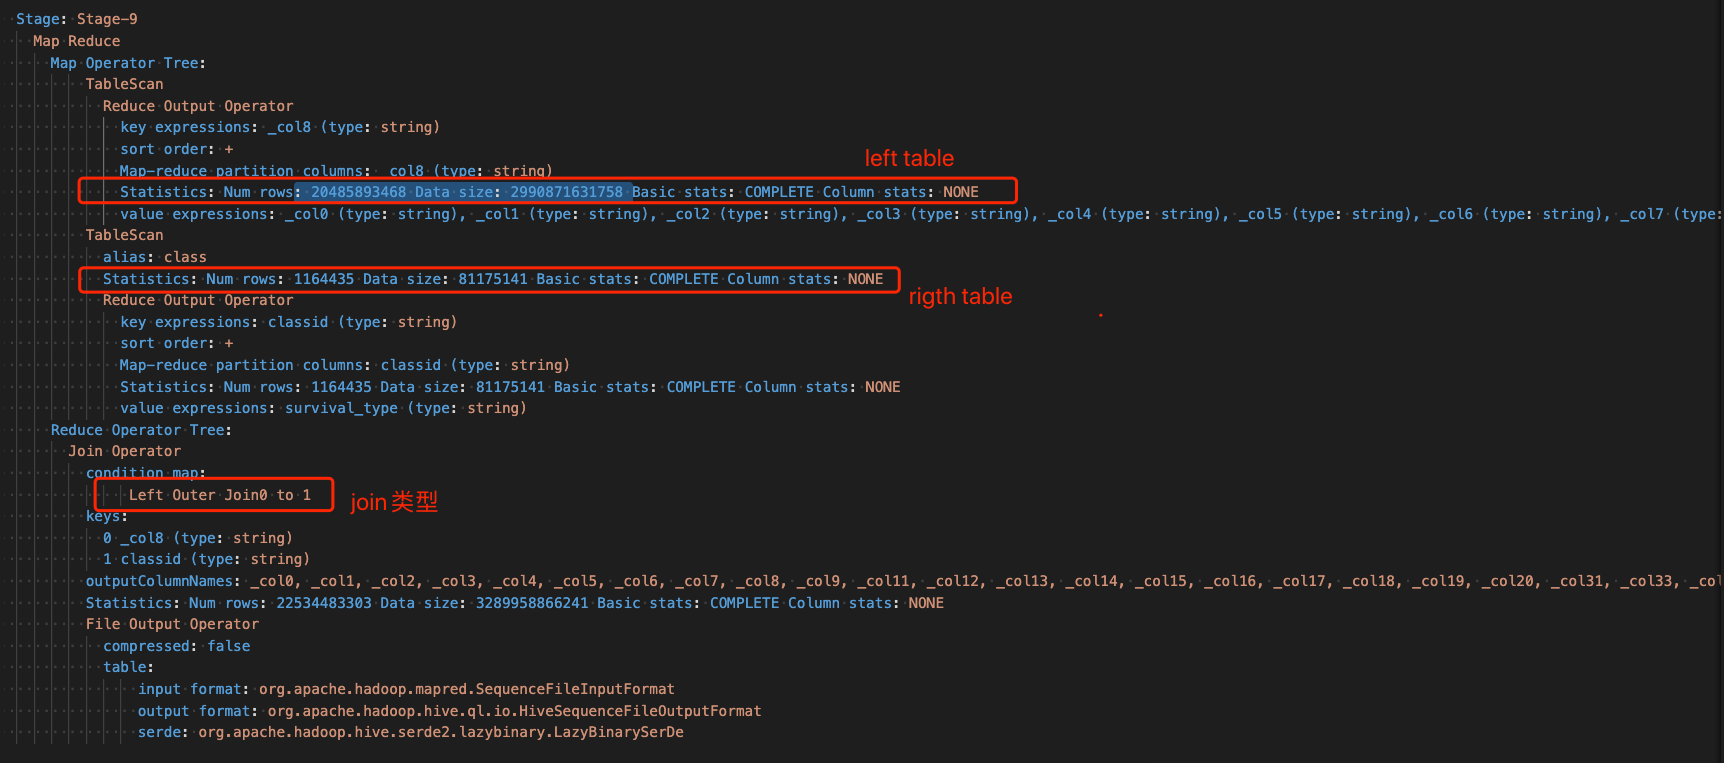 Stage: Stage-9
Map Reduce
Map Operator Tree:
TableScan
Reduce Output Operator
key expressions: _col8 (type: string)
sort order: +
Map-reduce partition columns: _col8 (type: string)
left table
Statistics: Num rows: 20485893468 Data size: 2990871631758 Basic stats: COMPLETE Column stats: NONE
value expressions: _col0 (type: string), _col1 (type: string), _col2 (type: string), _col3 (type: string), _col4 (type: string), _col5 (type: string), _col6 (type: string), _col7 (type:
TableScan
alias: class
Statistics: Num rows: 1164435 Data size: 81175141 Basic stats: COMPLETE Column stats: NONE
rigth table
Reduce Output Operator
key expressions: classid (type: string)
sort order: +
Map-reduce partition columns: classid (type: string)
Statistics: Num rows: 1164435 Data size: 81175141 Basic stats: COMPLETE Column stats: NONE
value expressions: survival_type (type: string)
Reduce Operator Tree:
Join Operator
condition map:
Left Outer Join0 to 1
join 类型
keys:
0 _col8 (type: string)
1 classid (type: string)
outputColumnNames: _col0, _col1, _col2, _col3, _col4, _col5, _col6, _col7, _col8, _col9, _col11, _col12, _col13, _col14, _col15, _col16, _col17, _col18, _col19, _col20, _col31, _col33, _col
Statistics: Num rows: 22534483303 Data size: 3289958866241 Basic stats: COMPLETE Column stats: NONE
File Output Operator
compressed: false
table:
input format: org.apache.hadoop.mapred.SequenceFileInputFormat
output format: org.apache.hadoop.hive.ql.io.HiveSequenceFileOutputFormat
serde: org.apache.hadoop.hive.serde2.lazybinary.LazyBinarySerDe